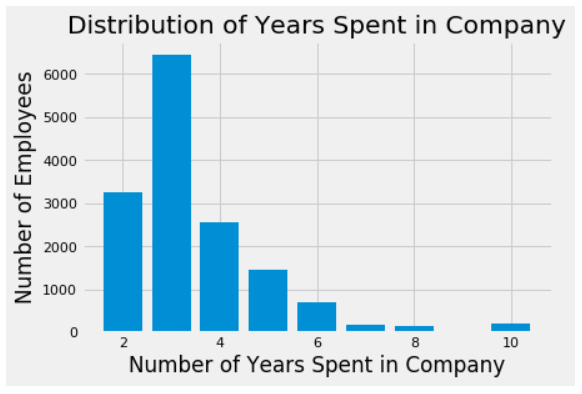 Distribution of Years Spent in Company
Number of Employees
6000
5000
4000
3000
2000
1000
0
2 4 6 8 10
Number of Years Spent in Company